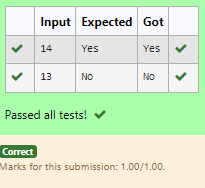 Input Expected Got
14 Yes Yes
13 No No
Passed all tests!
Correct
Marks for this submission: 1.00/1.00.